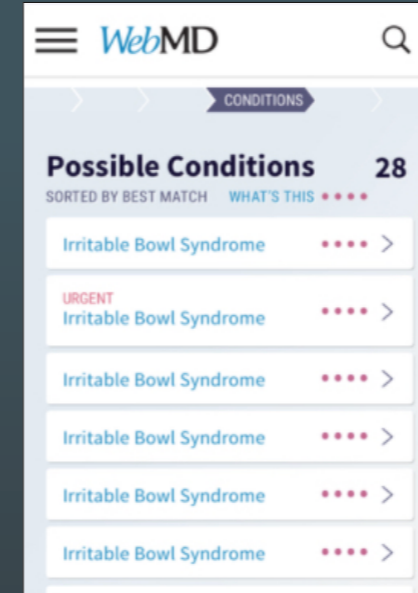 WebMD
CONDITIONS
Possible Conditions 28
SORTED BY BEST MATCH WHAT'S THIS
Irritable Bowl Syndrome
URGENT
Irritable Bowl Syndrome
Irritable Bowl Syndrome
Irritable Bowl Syndrome
Irritable Bowl Syndrome
Irritable Bowl Syndrome